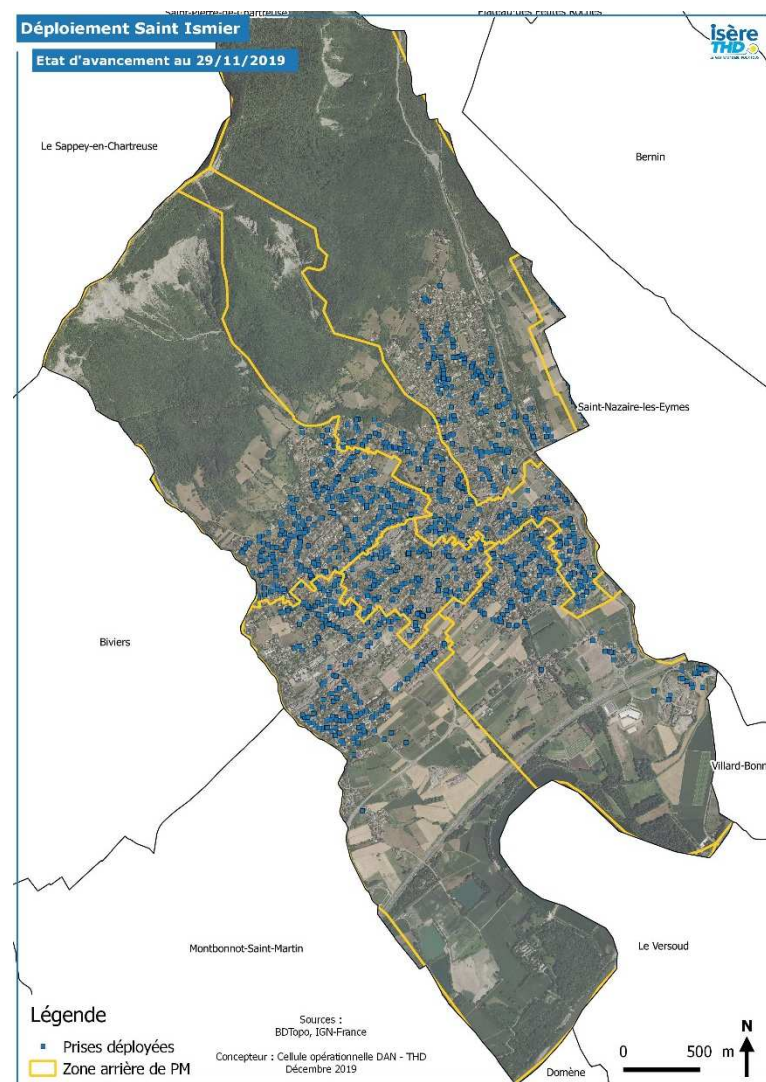 Déploiement Saint Ismier
Etat d'avancement au 29/11/2019
isère
THD
Le Sappey-en-Chartreuse
Bernin
Saint-Nazaire-les-Eymes
Biviers
Villard-Bonn
Montbonnot-Saint-Martin
Le Versoud
Domène
Légende
Prises déployées
Zone arrière de PM
Sources :
BDTopo, IGN-France
Concepteur : Cellule opérationnelle DAN - THD
Décembre 2019
0 500 m
N